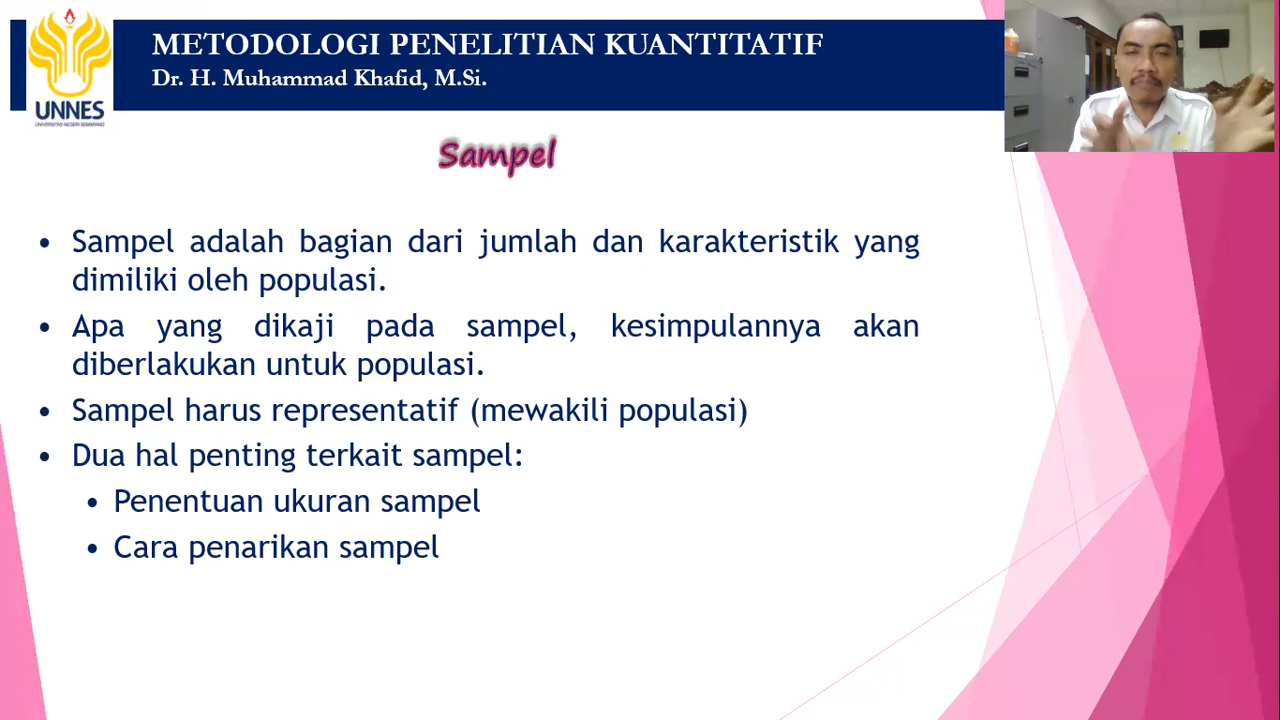 METODOLOGI PENELITIAN KUANTITATIF
Dr. H. Muhammad Khafid, M.Si.
UNNES
UNIVERSITAS NEGERI SEMARANG
Sampel
• Sampel adalah bagian dari jumlah dan karakteristik yang
dimiliki oleh populasi.
• Apa yang dikaji pada sampel, kesimpulannya akan
diberlakukan untuk populasi.
• Sampel harus representatif (mewakili populasi)
• Dua hal penting terkait sampel:
• Penentuan ukuran sampel
• Cara penarikan sampel